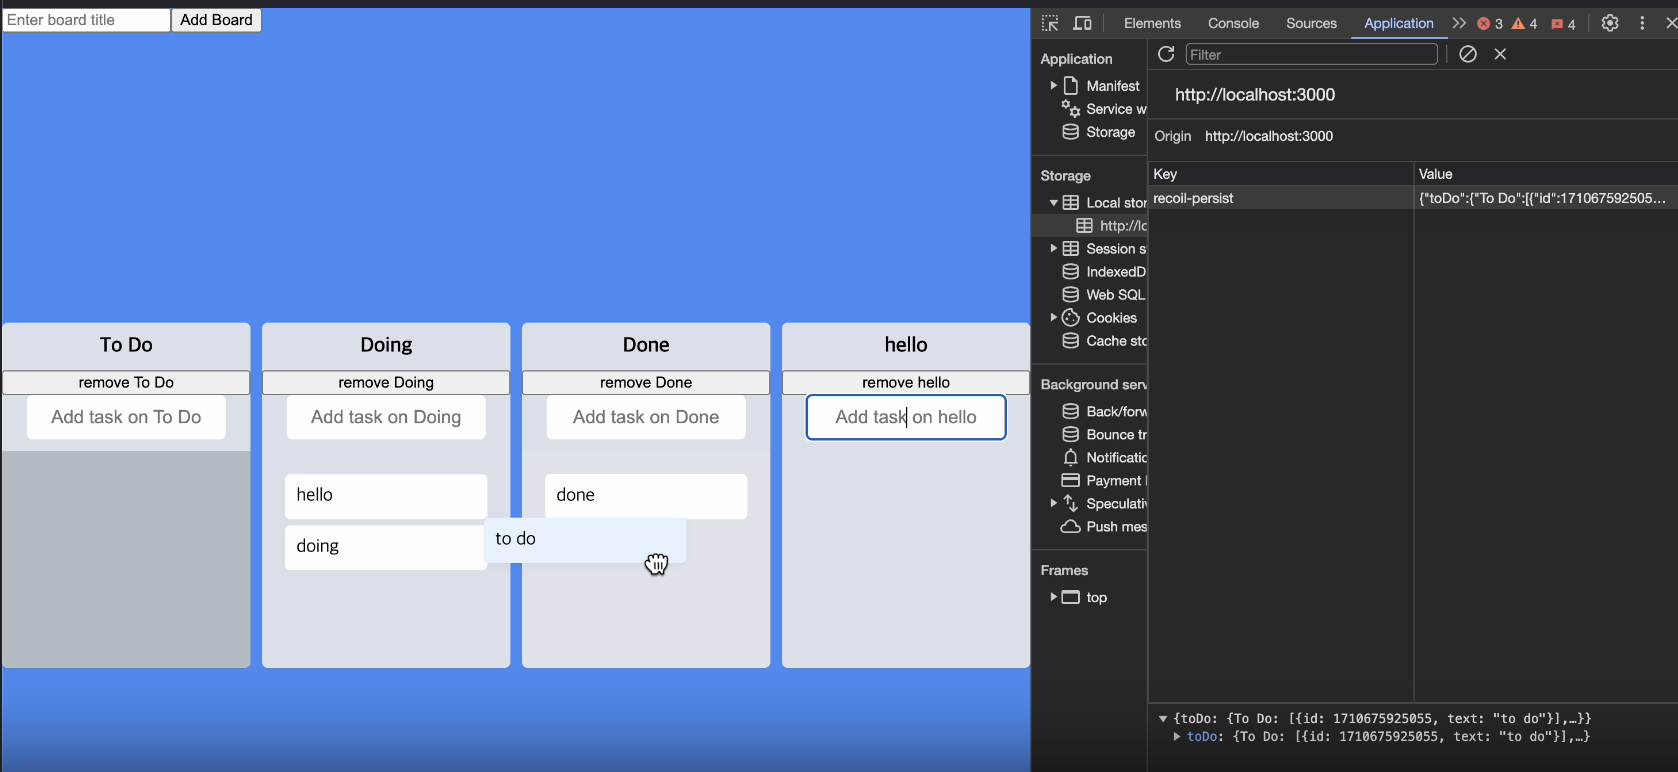 Enter board title Add Board
To Do
remove To Do
Add task on To Do
Doing
remove Doing
Add task on Doing
hello
doing
Done
remove Done
Add task on Done
done
to do
hello
remove hello
Add task on hello
Elements Console Sources Application 3 4 4
Application
Manifest
Service w
Storage
Storage
Local stor
http://lo
Session s
IndexedD
Web SQL
Cookies
Cache sto
Background serv
Back/forw
Bounce tr
Notificatio
Payment
Speculativ
Push mes
Frames
top
Filter
http://localhost:3000
Origin http://localhost:3000
Key Value
recoil-persist {"toDo":{"To Do":[{"id":171067592505…
{toDo: {To Do: [{id: 1710675925055, text: "to do"}],…}}
toDo: {To Do: [{id: 1710675925055, text: "to do"}],…}